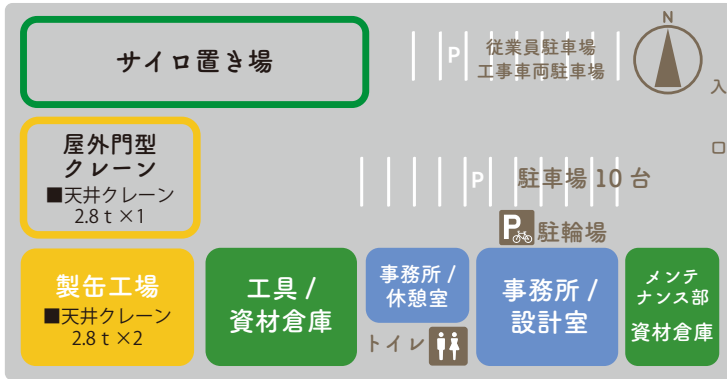 サイロ置き場
P
従業員駐車場
工事車両駐車場
N
入
口
屋外門型
クレーン
■天井クレーン
2.8ｔ×1
P
駐車場 10 台
P
駐輪場
製缶工場
■天井クレーン
2.8ｔ×2
工具 /
資材倉庫
事務所 /
休憩室
トイレ
事務所 /
設計室
メンテ
ナンス部
資材倉庫